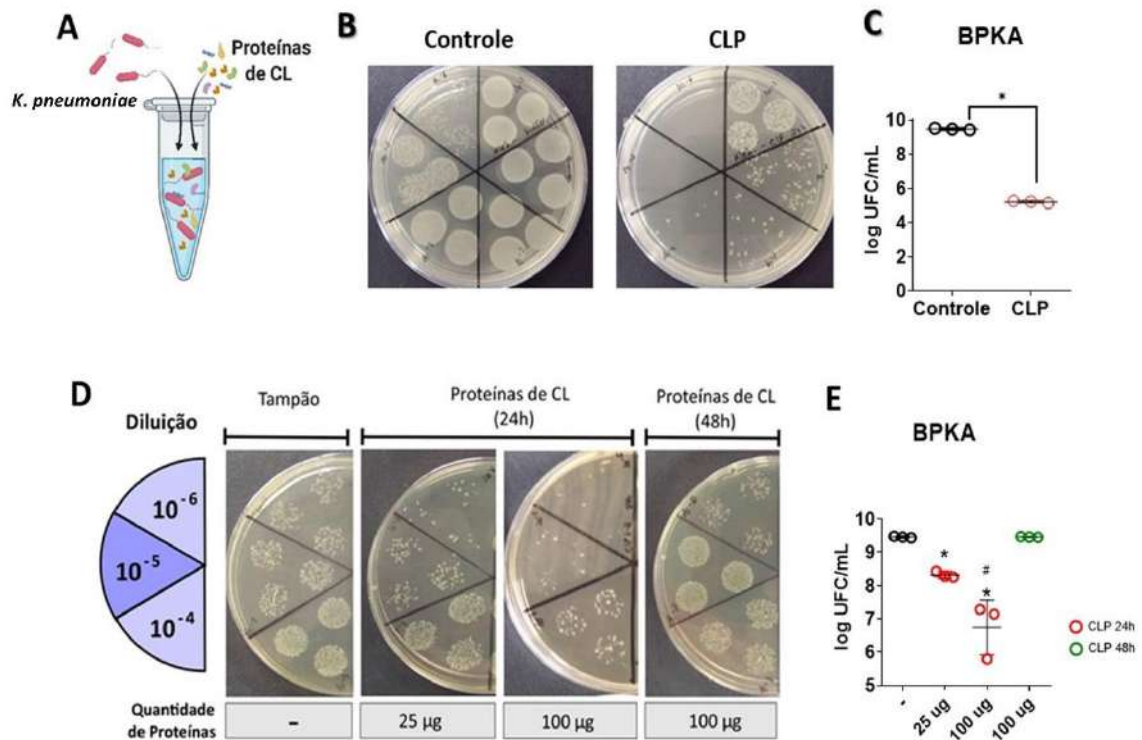 A
Proteínas
de CL
K. pneumoniae
B
Controle
CLP
C
BPKA
log UFC/mL
10
8
6
4
2
0
*
Controle
CLP
D
Diluição
10-6
10-5
10-4
Tampão
Proteínas de CL
(24h)
Proteínas de CL
(48h)
Quantidade
de Proteínas
-
25 µg
100 µg
100 µg
E
BPKA
log UFC/mL
10
9
8
7
6
5
*
#
*
-
25 ug
100 ug
100 ug
CLP 24h
CLP 48h